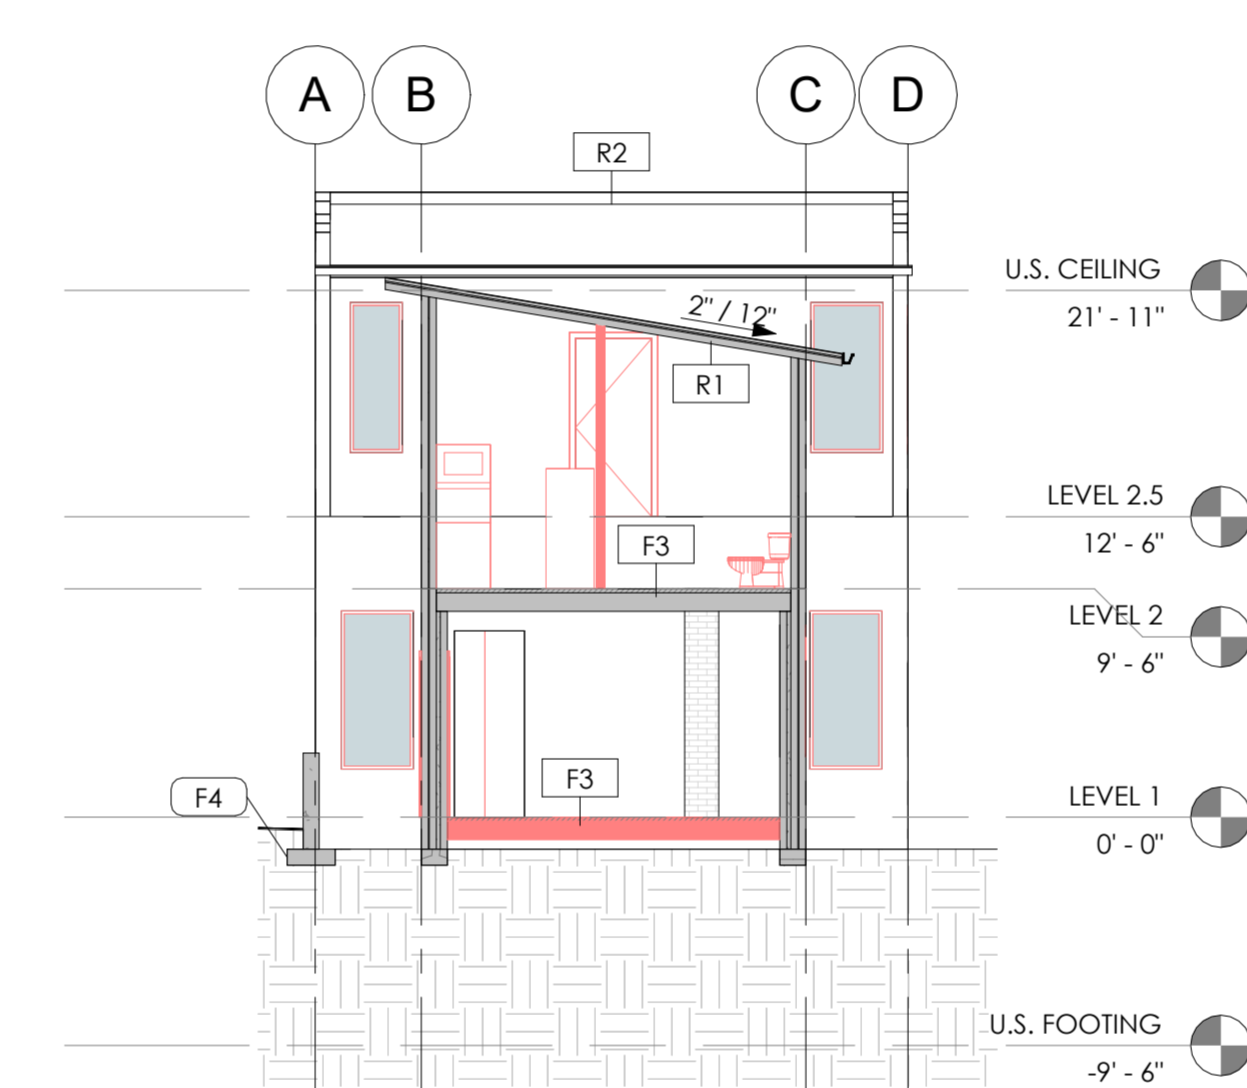 A
B
C
D
R2
U.S. CEILING
21' - 11"
2" / 12"
R1
LEVEL 2.5
12' - 6"
F3
LEVEL 2
9' - 6"
F3
F4
LEVEL 1
0' - 0"
U.S. FOOTING
-9' - 6"